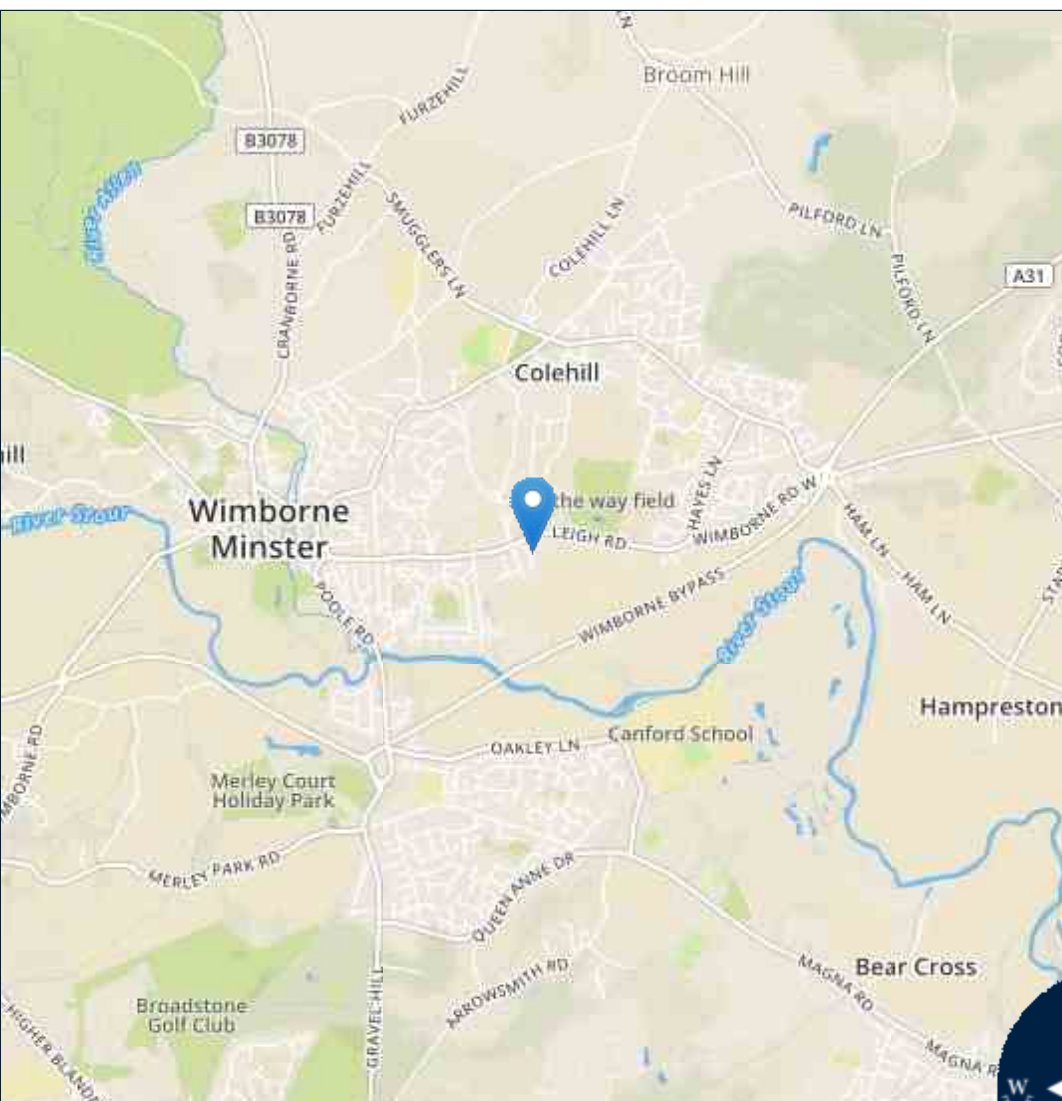 LN
Broom Hill
FURZEHILL
B3078
River Allen
FURZEHILL
B3078
SMUGGLERS LN
COLEHILL LN
PILFORD LN
PILFORD LN
A31
CRANBORNE RD
Colehill
ill
Wimborne
Minster
the way field
HAYES LN
WIMBORNE RD W
LEIGH RD
River Stour
HAM LN
HAM LN
WIMBORNE BYPASS
River Stour
POOLE RD
Hampreston
Canford School
OAKLEY LN
Merley Court
Holiday Park
MERLEY PARK RD
QUEEN ANNE DR
ARROWSMITH RD
Bear Cross
MAGNA RD
Broadstone
Golf Club
GRAVEL HILL
MAGNA R
W